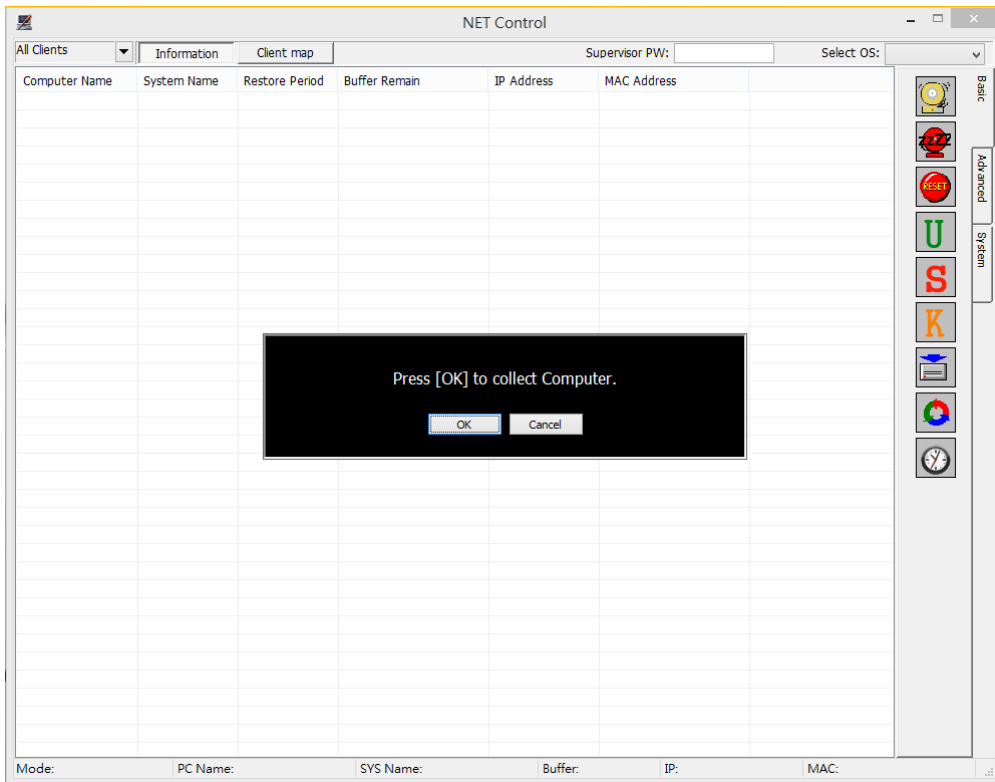 NET Control
All Clients Information Client map Supervisor PW: Select OS:
Computer Name System Name Restore Period Buffer Remain IP Address MAC Address
Basic
zzZZ
Advanced
RESET
U
System
S
K
Press [OK] to collect Computer.
OK Cancel
Mode: PC Name: SYS Name: Buffer: IP: MAC: